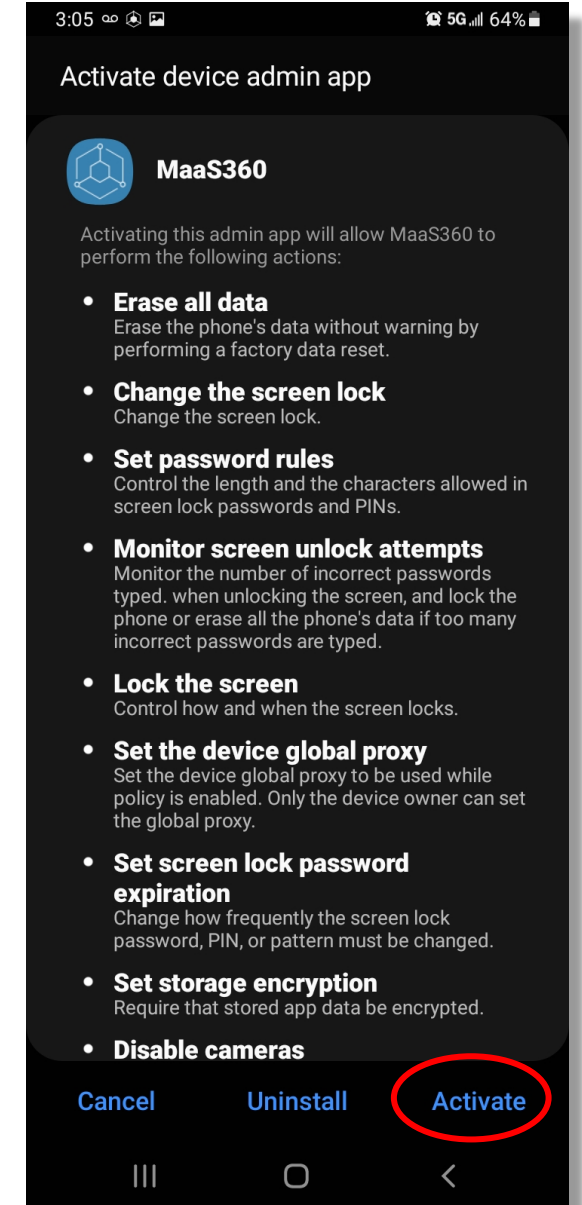 3:05 5G 64%
Activate device admin app
MaaS360
Activating this admin app will allow MaaS360 to
perform the following actions:
• Erase all data
Erase the phone's data without warning by
performing a factory data reset.
• Change the screen lock
Change the screen lock.
• Set password rules
Control the length and the characters allowed in
screen lock passwords and PINs.
• Monitor screen unlock attempts
Monitor the number of incorrect passwords
typed. when unlocking the screen, and lock the
phone or erase all the phone's data if too many
incorrect passwords are typed.
• Lock the screen
Control how and when the screen locks.
• Set the device global proxy
Set the device global proxy to be used while
policy is enabled. Only the device owner can set
the global proxy.
• Set screen lock password
expiration
Change how frequently the screen lock
password, PIN, or pattern must be changed.
• Set storage encryption
Require that stored app data be encrypted.
• Disable cameras
Cancel Uninstall Activate